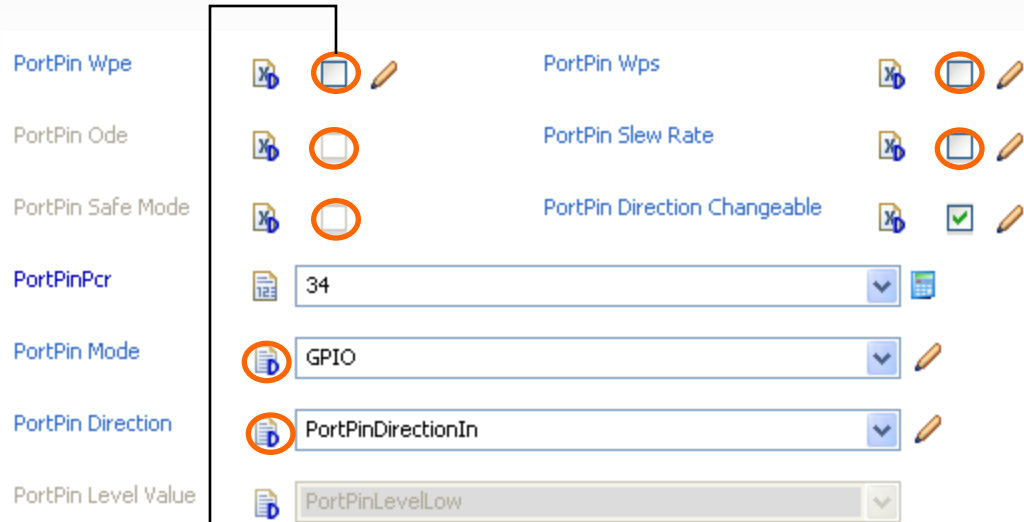 PortPin Wpe PortPin Wps
PortPin Ode PortPin Slew Rate
PortPin Safe Mode PortPin Direction Changeable
PortPinPcr 34
PortPin Mode GPIO
PortPin Direction PortPinDirectionIn
PortPin Level Value PortPinLevelLow